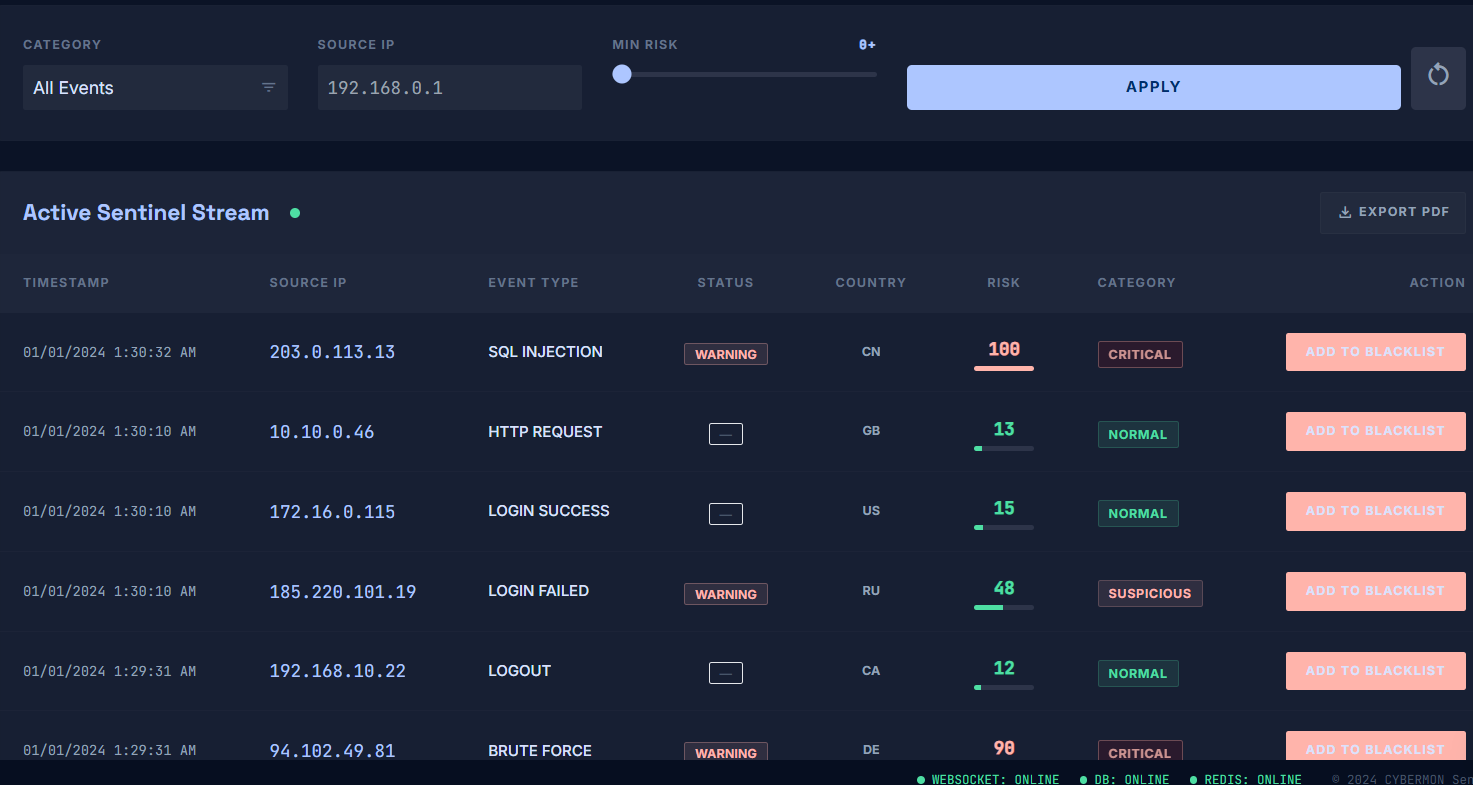 CATEGORY SOURCE IP MIN RISK 0+
All Events 192.168.0.1 APPLY
Active Sentinel Stream EXPORT PDF
TIMESTAMP SOURCE IP EVENT TYPE STATUS COUNTRY RISK CATEGORY ACTION
01/01/2024 1:30:32 AM 203.0.113.13 SQL INJECTION WARNING CN 100 CRITICAL ADD TO BLACKLIST
01/01/2024 1:30:10 AM 10.10.0.46 HTTP REQUEST — GB 13 NORMAL ADD TO BLACKLIST
01/01/2024 1:30:10 AM 172.16.0.115 LOGIN SUCCESS — US 15 NORMAL ADD TO BLACKLIST
01/01/2024 1:30:10 AM 185.220.101.19 LOGIN FAILED WARNING RU 48 SUSPICIOUS ADD TO BLACKLIST
01/01/2024 1:29:31 AM 192.168.10.22 LOGOUT — CA 12 NORMAL ADD TO BLACKLIST
01/01/2024 1:29:31 AM 94.102.49.81 BRUTE FORCE WARNING DE 90 CRITICAL ADD TO BLACKLIST
WEBSOCKET: ONLINE DB: ONLINE REDIS: ONLINE © 2024 CYBERMON Sen